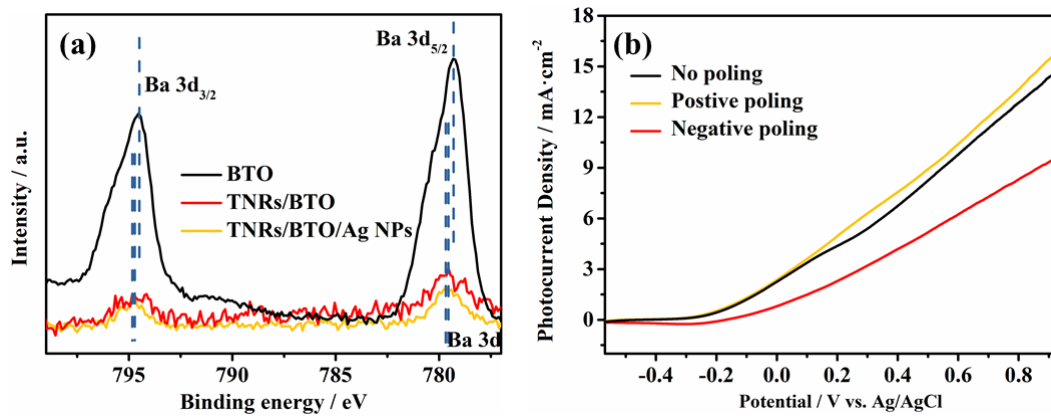 (a)
Ba 3d3/2
Ba 3d5/2
BTO
TNRs/BTO
TNRs/BTO/Ag NPs
Ba 3d
Intensity / a.u.
795
790
785
780
Binding energy / eV
(b)
No poling
Postive poling
Negative poling
Photocurrent Density / mA·cm-2
18
15
12
9
6
3
0
-0.4
-0.2
0.0
0.2
0.4
0.6
0.8
Potential / V vs. Ag/AgCl